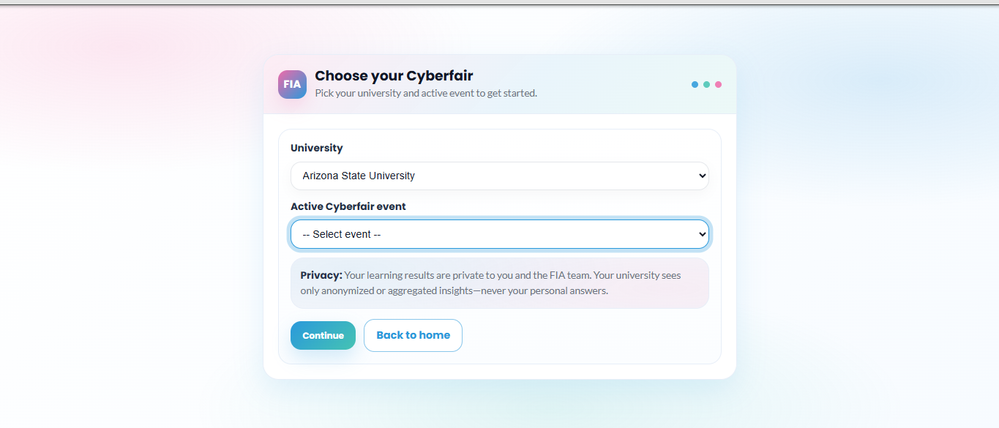 FIA
Choose your Cyberfair
Pick your university and active event to get started.
University
Arizona State University
Active Cyberfair event
-- Select event --
Privacy: Your learning results are private to you and the FIA team. Your university sees
only anonymized or aggregated insights—never your personal answers.
Continue
Back to home